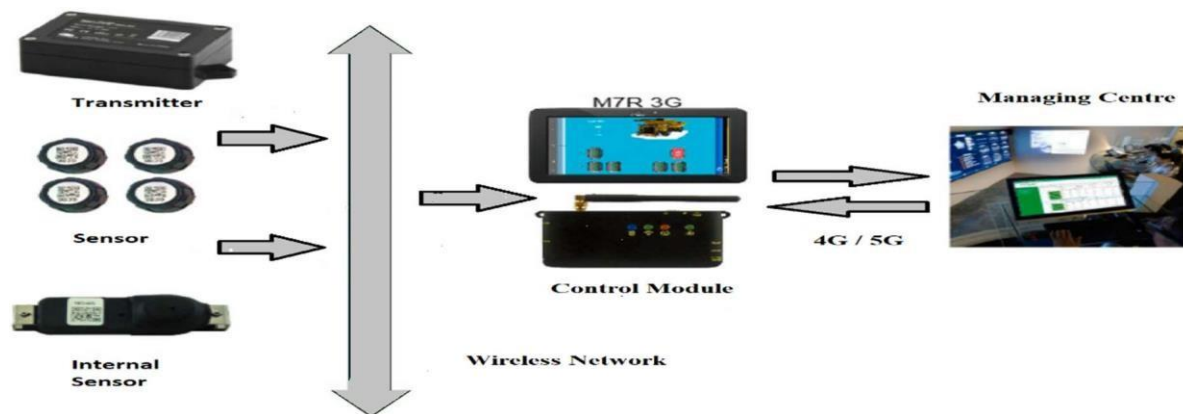 Transmitter
Sensor
Internal
Sensor
M7R 3G
Control Module
Wireless Network
4G / 5G
Managing Centre